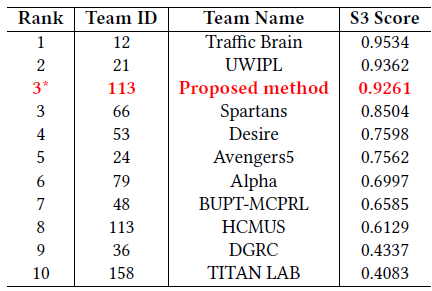 Rank Team ID Team Name S3 Score
1 12 Traffic Brain 0.9534
2 21 UWIPL 0.9362
3* 113 Proposed method 0.9261
3 66 Spartans 0.8504
4 53 Desire 0.7598
5 24 Avengers5 0.7562
6 79 Alpha 0.6997
7 48 BUPT-MCPRL 0.6585
8 113 HCMUS 0.6129
9 36 DGRC 0.4337
10 158 TITAN LAB 0.4083